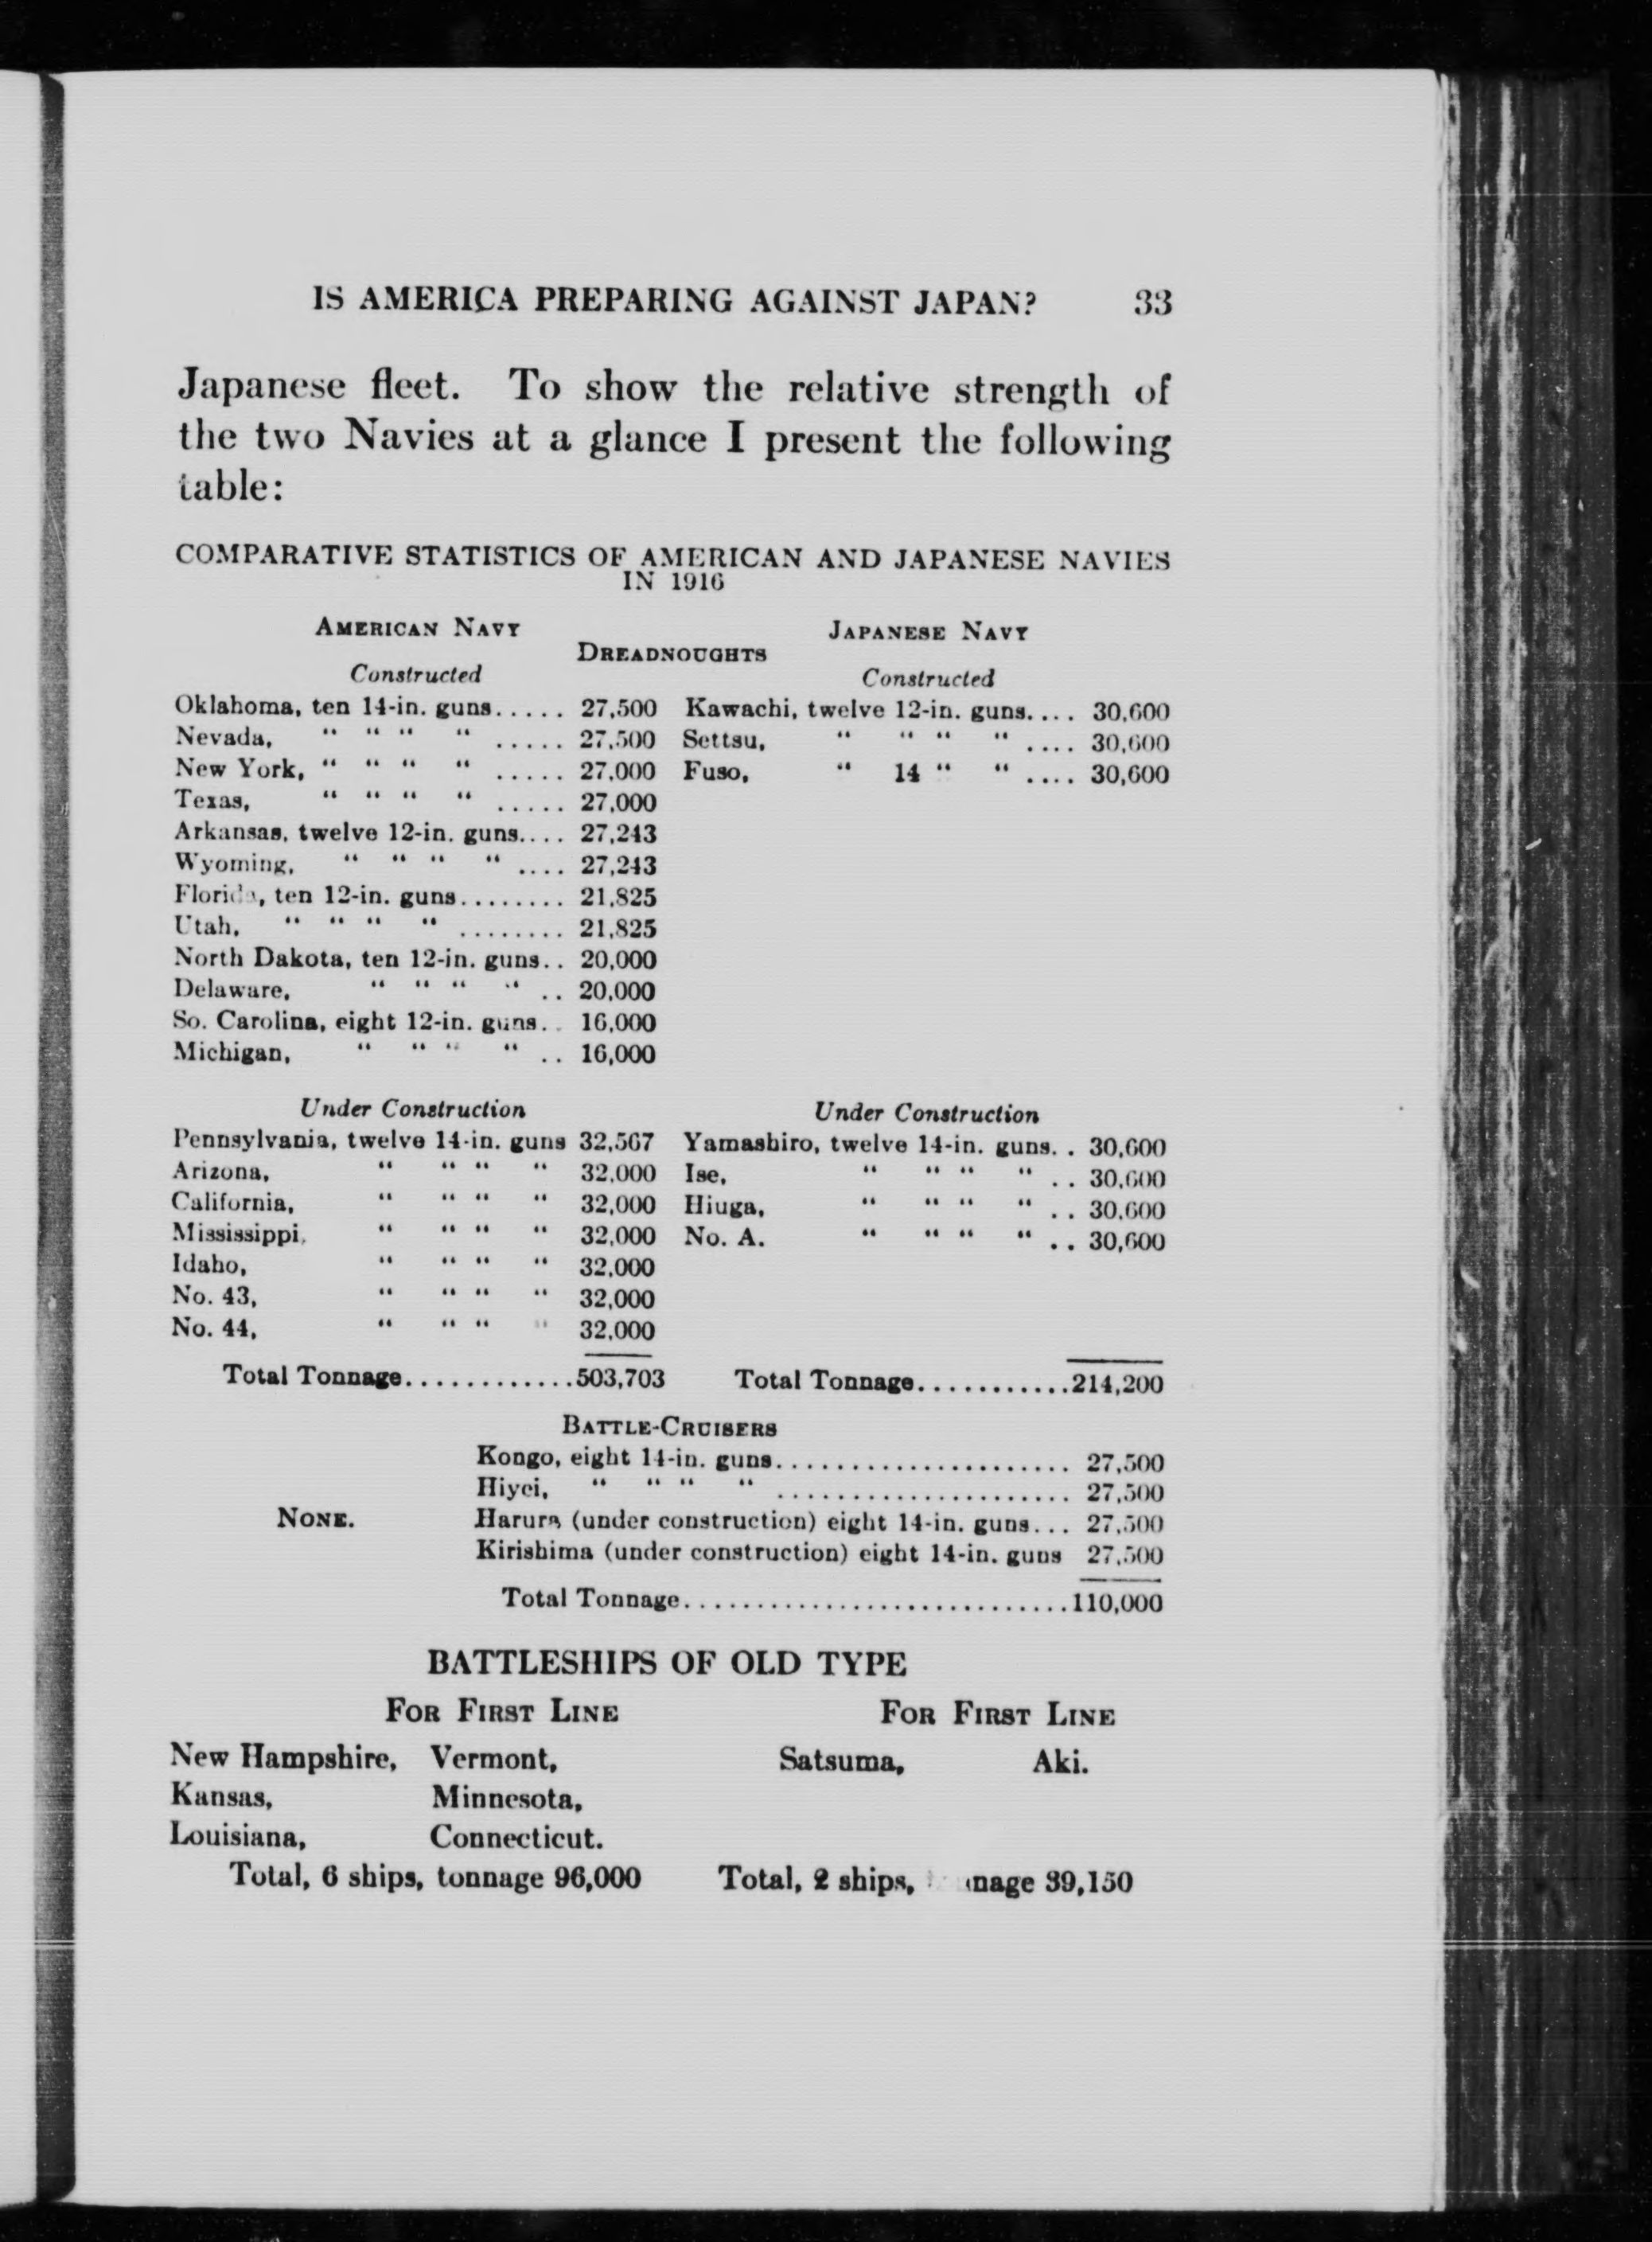 IS AMERICA PREPARING AGAINST JAPAN? 33
Japanese fleet. To show the relative strength of
the two Navies at a glance I present the following
table:
COMPARATIVE STATISTICS OF AMERICAN AND JAPANESE NAVIES
IN 1916
AMERICAN NAVY JAPANESE NAVY
DREADNOUGHTS
Constructed Constructed
Oklahoma, ten 14-in. guns..... 27,500 Kawachi, twelve 12-in. guns.... 30,600
Nevada, “ “ “ “ ..... 27,500 Settsu, “ “ “ “ .... 30,600
New York, “ “ “ “ ..... 27,000 Fuso, “ 14 “ “ .... 30,600
Texas, “ “ “ “ ..... 27,000
Arkansas, twelve 12-in. guns.... 27,243
Wyoming, “ “ “ “ .... 27,243
Florida, ten 12-in. guns........ 21,825
Utah, “ “ “ “ ........ 21,825
North Dakota, ten 12-in. guns.. 20,000
Delaware, “ “ “ “ .. 20,000
So. Carolina, eight 12-in. guns.. 16,000
Michigan, “ “ “ “ .. 16,000
Under Construction Under Construction
Pennsylvania, twelve 14-in. guns 32,567 Yamashiro, twelve 14-in. guns.. 30,600
Arizona, “ “ “ “ 32,000 Ise, “ “ “ “ .. 30,600
California, “ “ “ “ 32,000 Hiuga, “ “ “ “ .. 30,600
Mississippi, “ “ “ “ 32,000 No. A. “ “ “ “ .. 30,600
Idaho, “ “ “ “ 32,000
No. 43, “ “ “ “ 32,000
No. 44, “ “ “ “ 32,000
Total Tonnage............503,703 Total Tonnage............214,200
BATTLE-CRUISERS
Kongo, eight 14-in. guns...................... 27,500
Hiyei, “ “ “ “ ...................... 27,500
NONE. Haruna (under construction) eight 14-in. guns... 27,500
Kirishima (under construction) eight 14-in. guns 27,500
Total Tonnage............................110,000
BATTLESHIPS OF OLD TYPE
FOR FIRST LINE FOR FIRST LINE
New Hampshire, Vermont, Satsuma, Aki.
Kansas, Minnesota,
Louisiana, Connecticut.
Total, 6 ships, tonnage 96,000 Total, 2 ships, tonnage 39,150